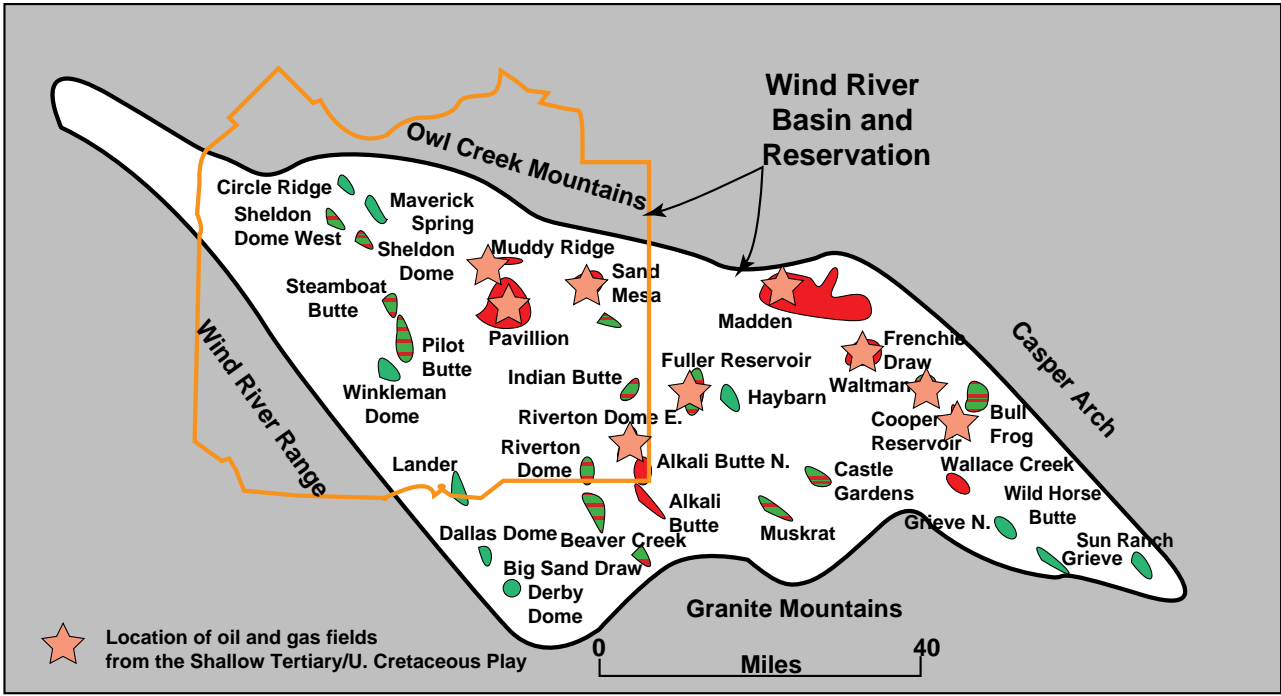 Wind River
Basin and
Reservation
Owl Creek Mountains
Circle Ridge
Maverick
Spring
Sheldon
Dome West
Sheldon
Dome
Muddy Ridge
Sand
Mesa
Steamboat
Butte
Pavillion
Madden
Casper Arch
Wind River Range
Pilot
Butte
Winkleman
Dome
Indian Butte
Fuller Reservoir
Haybarn
Frenchie
Draw
Waltman
Cooper
Reservoir
Bull
Frog
Riverton Dome E.
Riverton
Dome
Lander
Alkali Butte N.
Alkali
Butte
Castle
Gardens
Wallace Creek
Muskrat
Wild Horse
Butte
Grieve N.
Sun Ranch
Grieve
Dallas Dome
Beaver Creek
Big Sand Draw
Derby
Dome
Granite Mountains
Location of oil and gas fields
from the Shallow Tertiary/U. Cretaceous Play
0
40
Miles